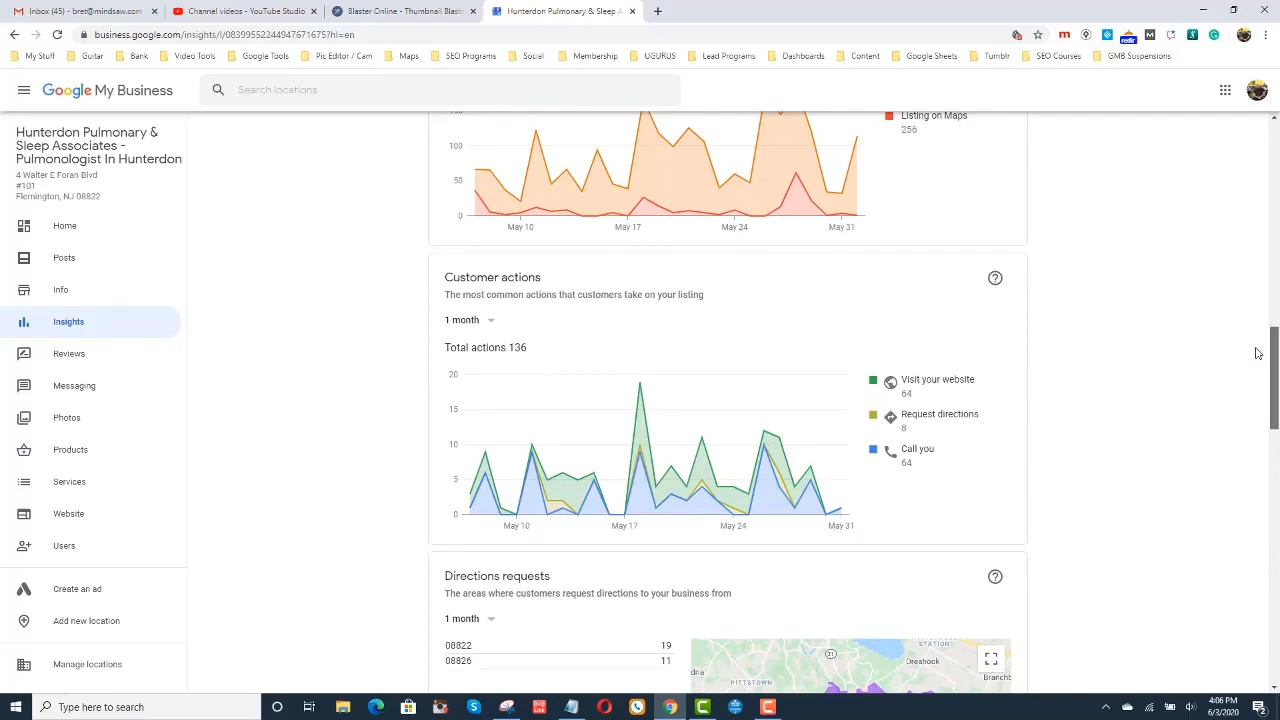 Inbox (45) - bret@mindsaw.com
Channel videos - YouTube Studio
Blaster Online - Thumbnail Blaste
Hunterdon Pulmonary & Sleep A
business.google.com/insights/l/08399552244947671675?hl=en
My Stuff
Guitar
Bank
Video Tools
Google Tools
Pic Editor / Cam
Maps
SEO Programs
Social
Membership
UGURUS
Lead Programs
Dashboards
Content
Google Sheets
Tumblr
SEO Courses
GMB Suspensions
Google My Business
Search locations
Hunterdon Pulmonary &
Sleep Associates -
Pulmonologist In Hunterdon
4 Walter E Foran Blvd
#101
Flemington, NJ 08822
Home
Posts
Info
Insights
Reviews
Messaging
Photos
Products
Services
Website
Users
Create an ad
Add new location
Manage locations
Listing on Maps
256
100
50
0
May 10
May 17
May 24
May 31
Customer actions
The most common actions that customers take on your listing
1 month
Total actions 136
20
15
10
5
0
May 10
May 17
May 24
May 31
Visit your website
64
Request directions
8
Call you
64
Directions requests
The areas where customers request directions to your business from
1 month
08822 19
08826 11
STATION
31
Dreahook
dria
PITTSTOWN
Brancht
Type here to search
4:06 PM
6/3/2020